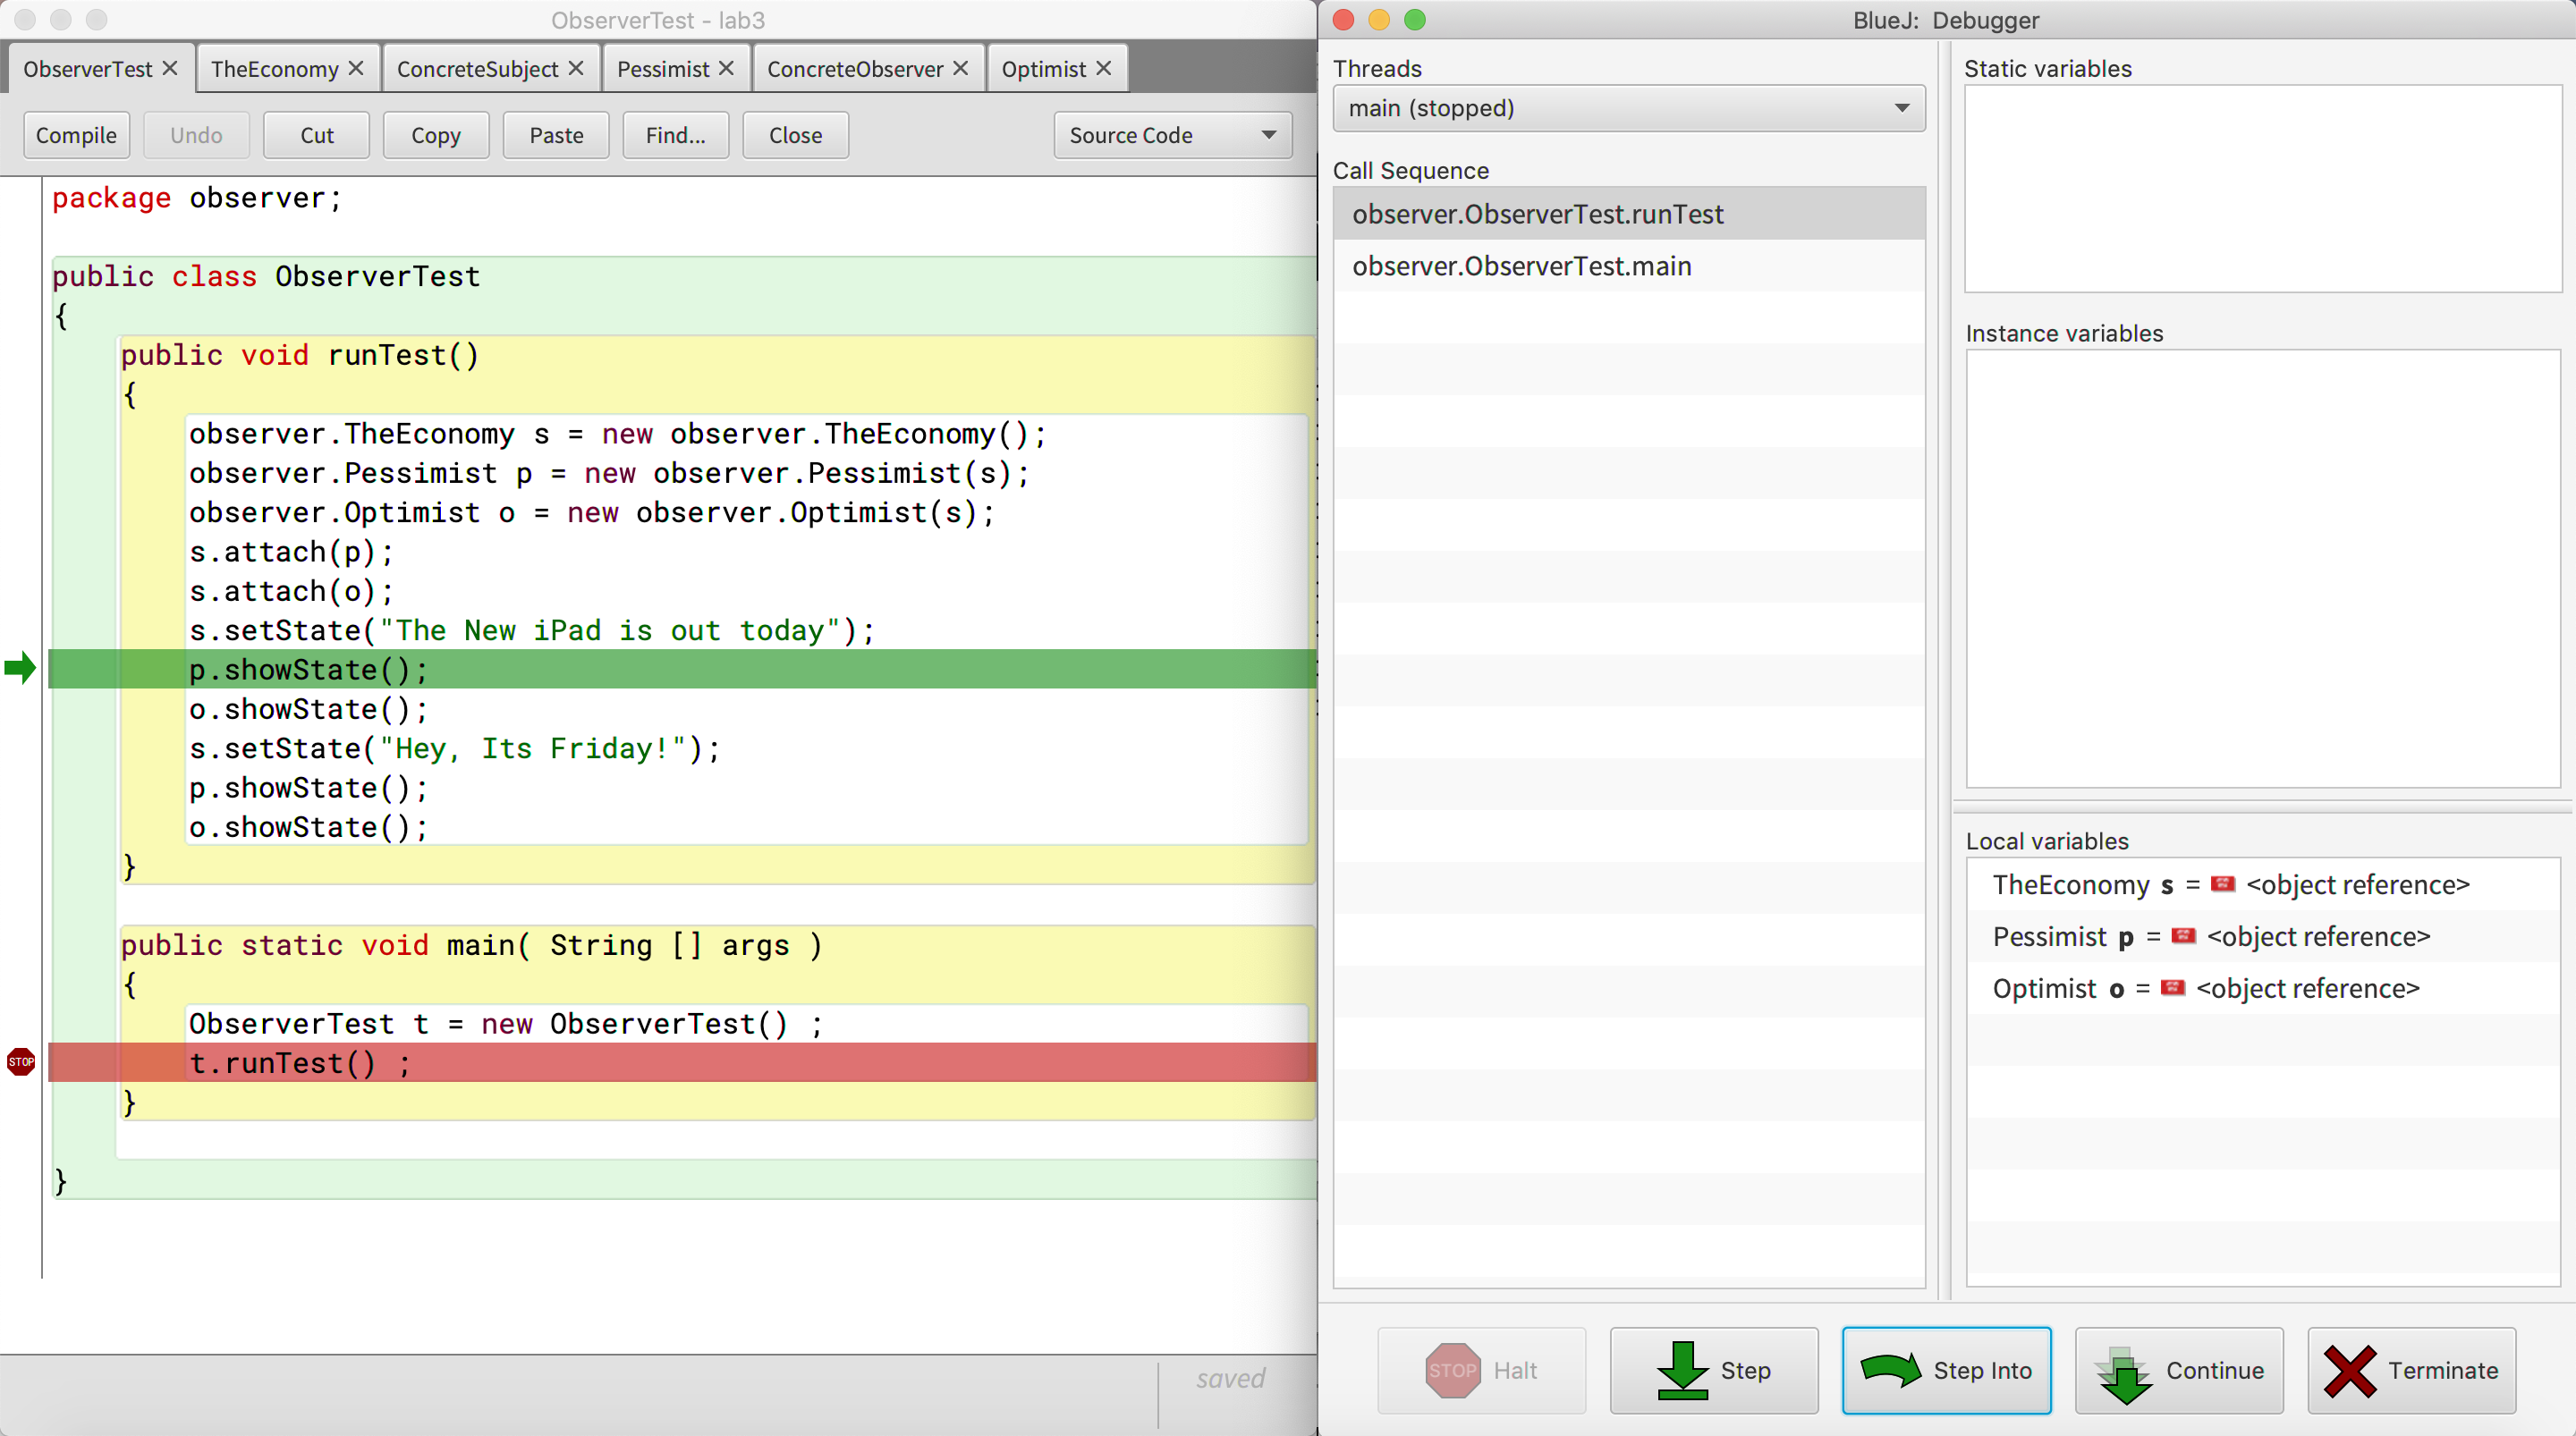 ObserverTest - lab3
ObserverTest TheEconomy ConcreteSubject Pessimist ConcreteObserver Optimist
Compile Undo Cut Copy Paste Find... Close Source Code
package observer;
public class ObserverTest
{
public void runTest()
{
observer.TheEconomy s = new observer.TheEconomy();
observer.Pessimist p = new observer.Pessimist(s);
observer.Optimist o = new observer.Optimist(s);
s.attach(p);
s.attach(o);
s.setState("The New iPad is out today");
p.showState();
o.showState();
s.setState("Hey, Its Friday!");
p.showState();
o.showState();
}
public static void main( String [] args )
{
ObserverTest t = new ObserverTest() ;
STOP t.runTest() ;
}
}
saved
BlueJ: Debugger
Threads
main (stopped)
Call Sequence
observer.ObserverTest.runTest
observer.ObserverTest.main
Static variables
Instance variables
Local variables
TheEconomy s = <object reference>
Pessimist p = <object reference>
Optimist o = <object reference>
STOP Halt Step Step Into Continue Terminate